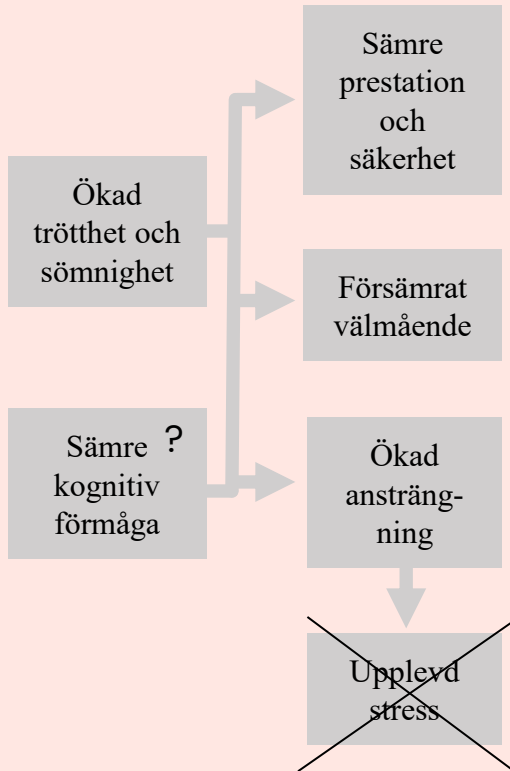 Sämre
prestation
och
säkerhet
Ökad
trötthet och
sömnighet
Försämrat
välmående
Sämre ?
kognitiv
förmåga
Ökad
ansträng-
ning
Upplevd
stress